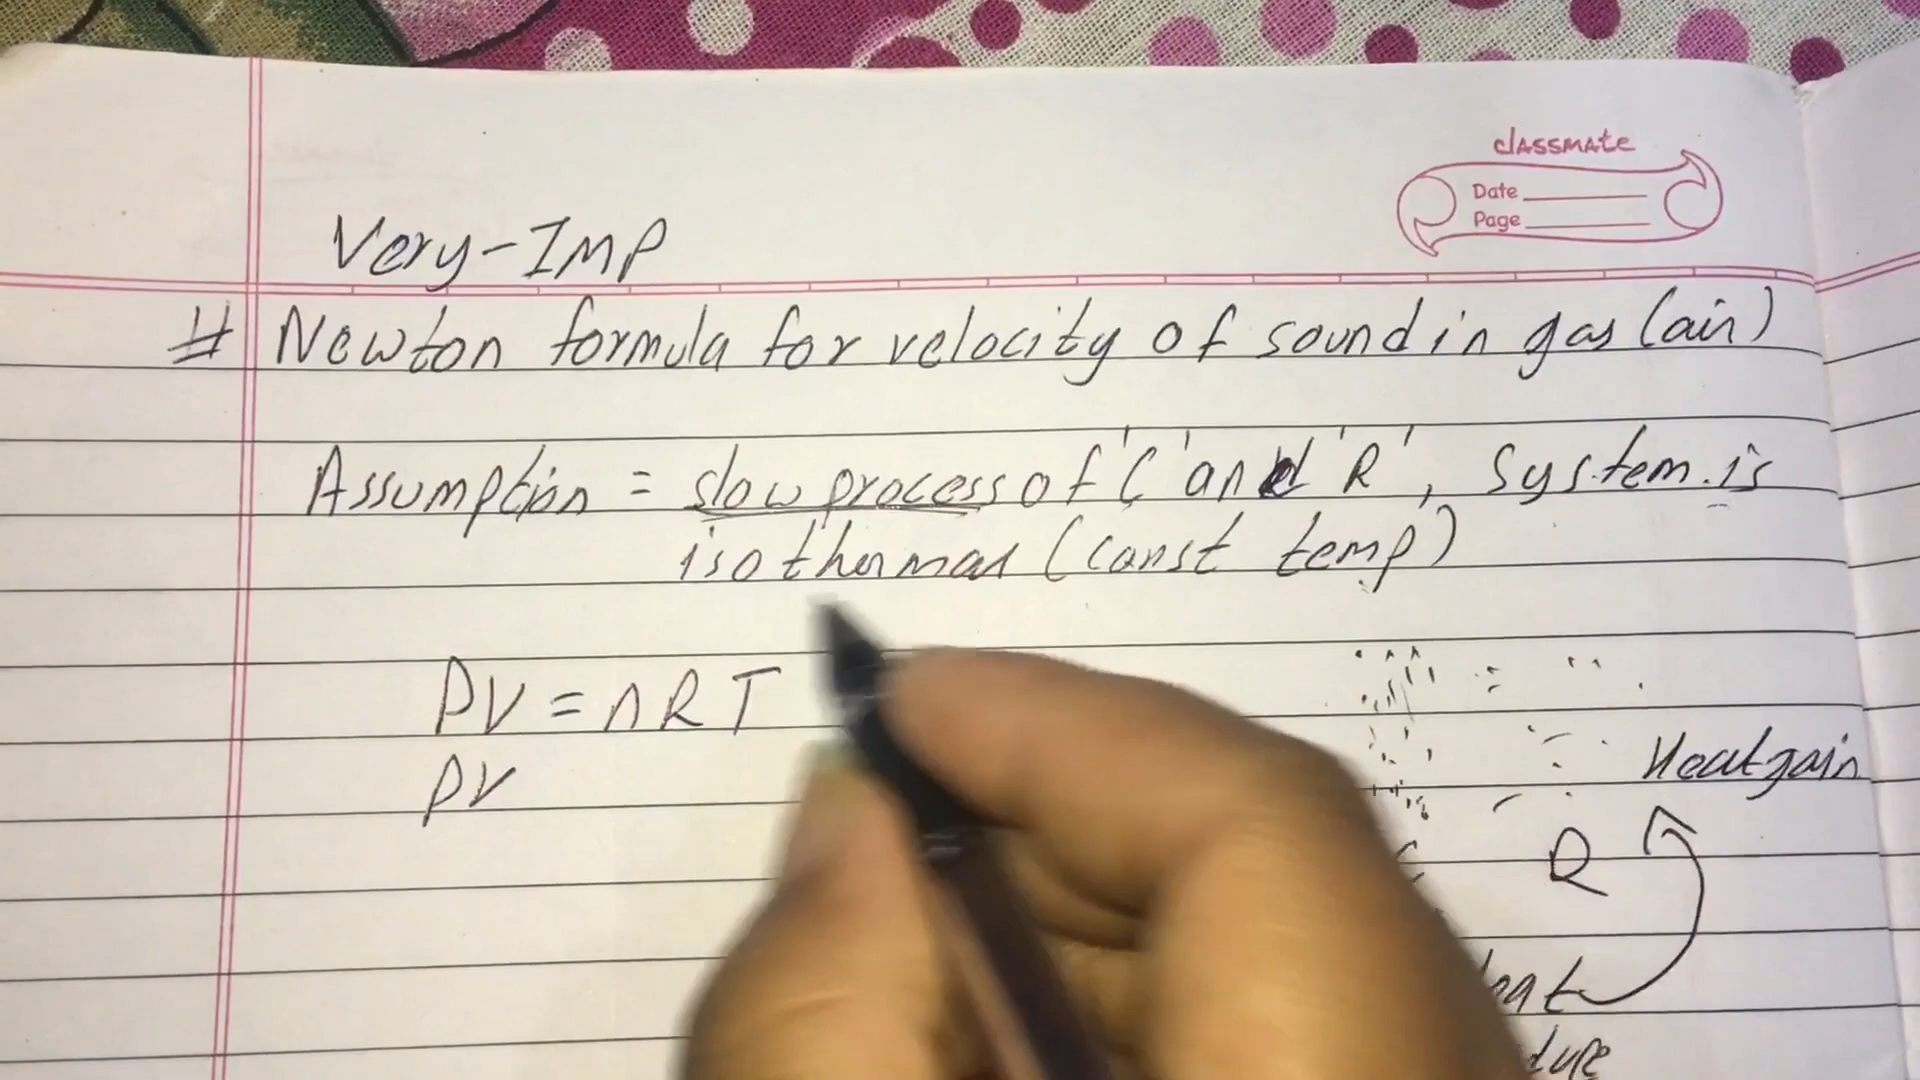 classmate
Date
Page
Very-IMP
# Newton formula for velocity of sound in gas (air)
Assumption = slow process of 'C' and 'R', System is
isothermal (const temp)
PV = nRT
PV
Heat gain
R